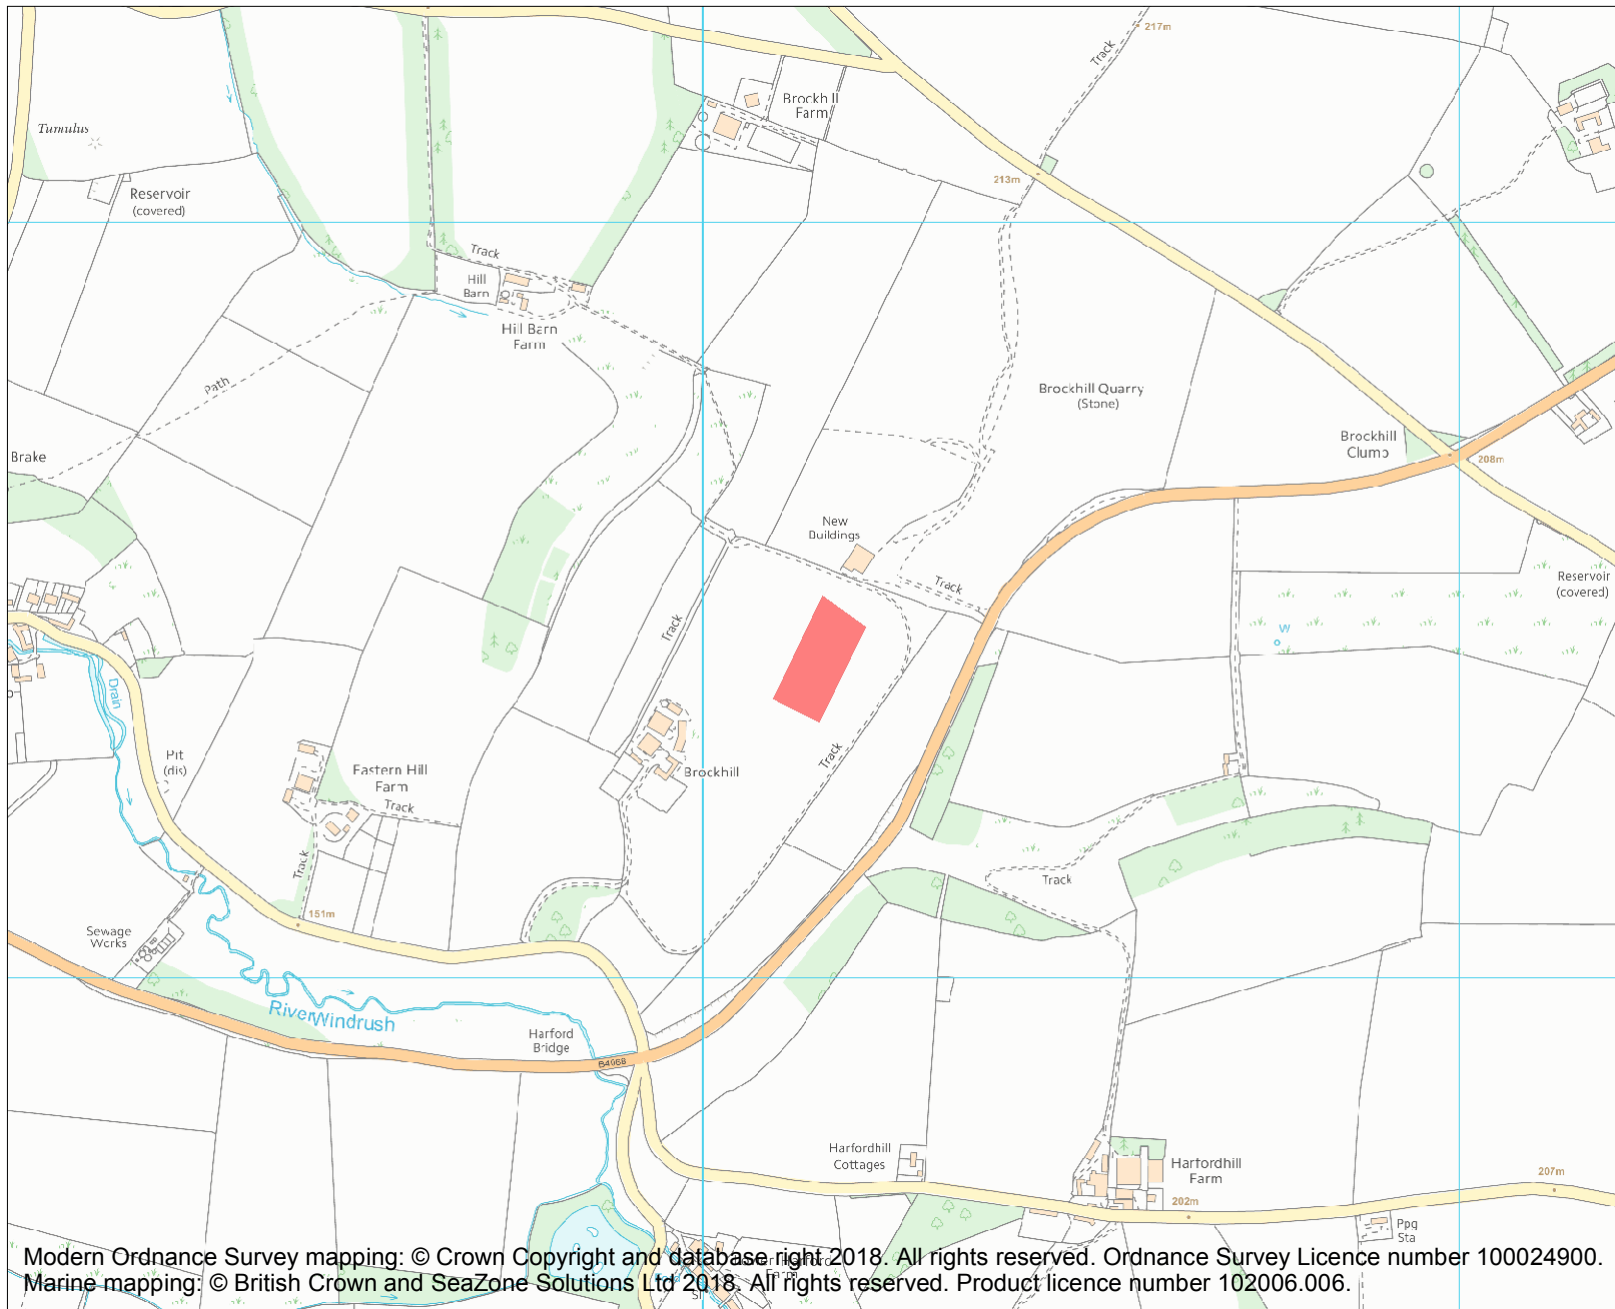 217m
Track
Brockhill
Farm
Tumulus
Reservoir
(covered)
213m
Track
Hill
Barn
Hill Barn
Farm
Path
Brockhill Quarry
(Stone)
Brockhill
Clump
208m
Brake
New
Buildings
Track
Reservoir
(covered)
W
Track
Drain
Pit
(dis)
Eastern Hill
Farm
Track
Brockhill
Track
Track
Track
151m
Sewage
Works
River Windrush
Harford
Bridge
B4068
Harfordhill
Cottages
Harfordhill
Farm
202m
207m
Ppg
Sta
Lower Harford
Farm
Modern Ordnance Survey mapping: © Crown Copyright and database right 2018. All rights reserved. Ordnance Survey Licence number 100024900.
Marine mapping: © British Crown and SeaZone Solutions Ltd 2018. All rights reserved. Product licence number 102006.006.